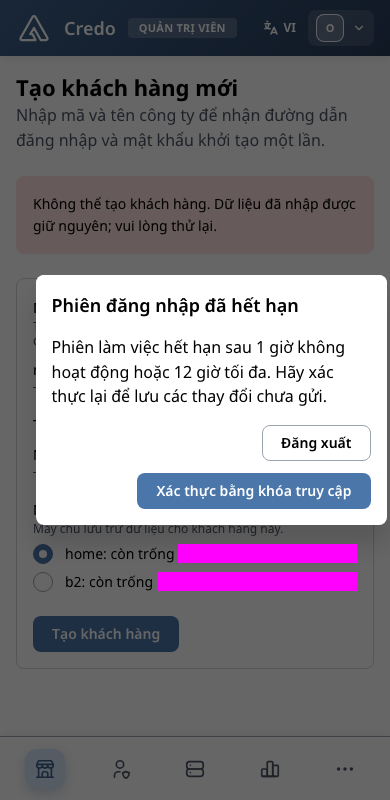 Credo
QUẢN TRỊ VIÊN
VI
O
Tạo khách hàng mới
Nhập mã và tên công ty để nhận đường dẫn
đăng nhập và mật khẩu khởi tạo một lần.
Không thể tạo khách hàng. Dữ liệu đã nhập được
giữ nguyên; vui lòng thử lại.
Phiên đăng nhập đã hết hạn
Phiên làm việc hết hạn sau 1 giờ không
hoạt động hoặc 12 giờ tối đa. Hãy xác
thực lại để lưu các thay đổi chưa gửi.
Đăng xuất
Xác thực bằng khóa truy cập
Máy chủ lưu trữ dữ liệu cho khách hàng này.
home: còn trống
b2: còn trống
Tạo khách hàng